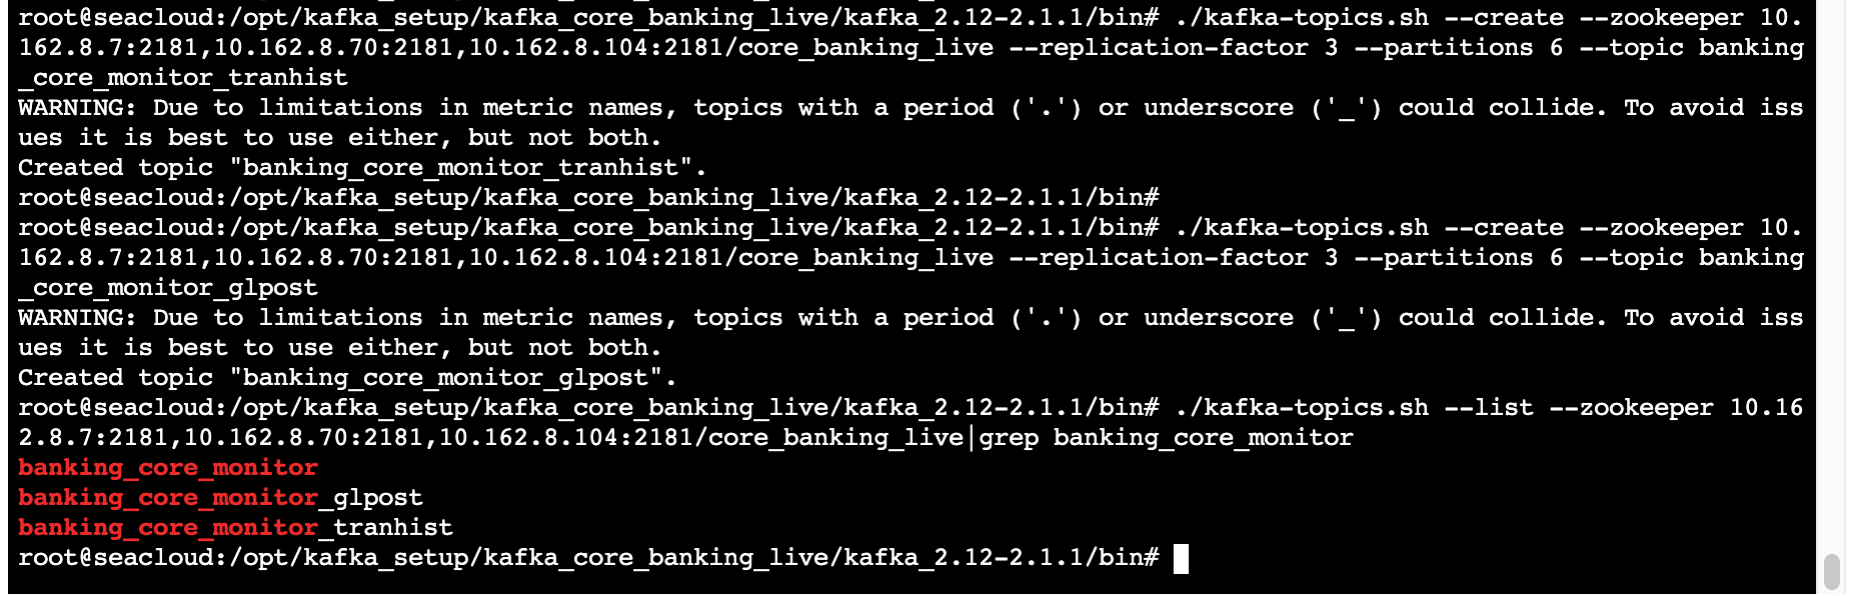 root@seacloud:/opt/kafka_setup/kafka_core_banking_live/kafka_2.12-2.1.1/bin# ./kafka-topics.sh --create --zookeeper 10.
162.8.7:2181,10.162.8.70:2181,10.162.8.104:2181/core_banking_live --replication-factor 3 --partitions 6 --topic banking
_core_monitor_tranhist
WARNING: Due to limitations in metric names, topics with a period ('.') or underscore ('_') could collide. To avoid iss
ues it is best to use either, but not both.
Created topic "banking_core_monitor_tranhist".
root@seacloud:/opt/kafka_setup/kafka_core_banking_live/kafka_2.12-2.1.1/bin#
root@seacloud:/opt/kafka_setup/kafka_core_banking_live/kafka_2.12-2.1.1/bin# ./kafka-topics.sh --create --zookeeper 10.
162.8.7:2181,10.162.8.70:2181,10.162.8.104:2181/core_banking_live --replication-factor 3 --partitions 6 --topic banking
_core_monitor_glpost
WARNING: Due to limitations in metric names, topics with a period ('.') or underscore ('_') could collide. To avoid iss
ues it is best to use either, but not both.
Created topic "banking_core_monitor_glpost".
root@seacloud:/opt/kafka_setup/kafka_core_banking_live/kafka_2.12-2.1.1/bin# ./kafka-topics.sh --list --zookeeper 10.16
2.8.7:2181,10.162.8.70:2181,10.162.8.104:2181/core_banking_live|grep banking_core_monitor
banking_core_monitor
banking_core_monitor_glpost
banking_core_monitor_tranhist
root@seacloud:/opt/kafka_setup/kafka_core_banking_live/kafka_2.12-2.1.1/bin#